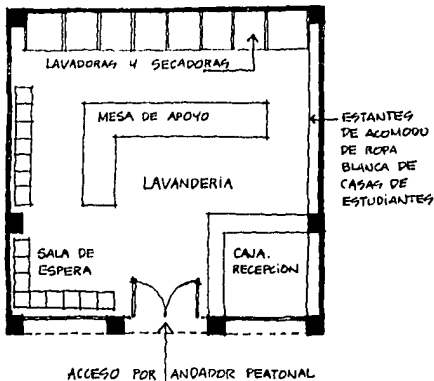 LAVADORAS Y SECADORAS
MESA DE APOYO
ESTANTES
DE ACOMODO
DE ROPA
BLANCA DE
CASAS DE
ESTUDIANTES
LAVANDERIA
SALA DE
ESPERA
CAJA.
RECEPCION
ACCESO POR ANDADOR PEATONAL